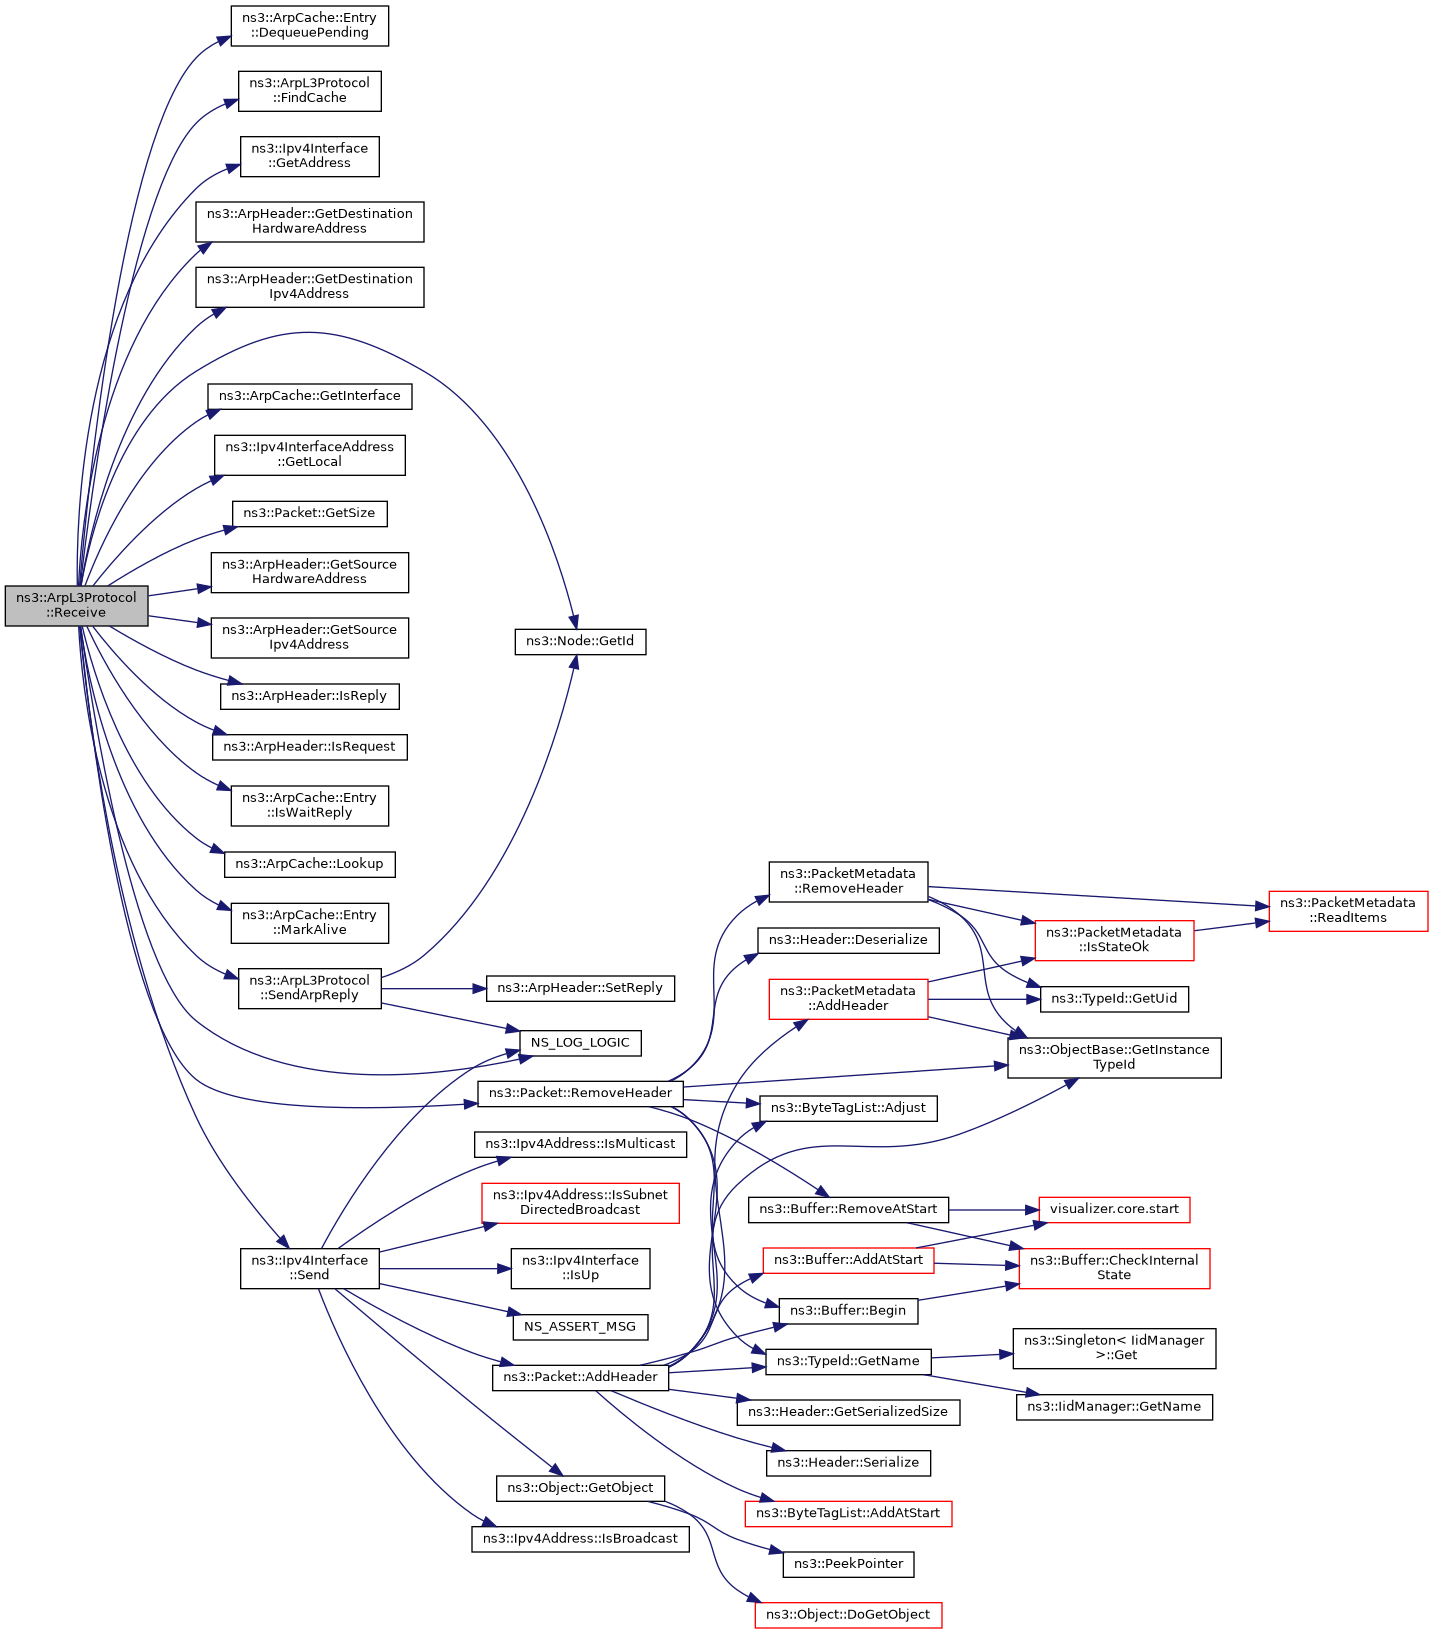 ns3::ArpL3Protocol
::Receive
ns3::ArpCache::Entry
::DequeuePending
ns3::ArpL3Protocol
::FindCache
ns3::Ipv4Interface
::GetAddress
ns3::ArpHeader::GetDestination
HardwareAddress
ns3::ArpHeader::GetDestination
Ipv4Address
ns3::ArpCache::GetInterface
ns3::Ipv4InterfaceAddress
::GetLocal
ns3::Packet::GetSize
ns3::ArpHeader::GetSource
HardwareAddress
ns3::ArpHeader::GetSource
Ipv4Address
ns3::ArpHeader::IsReply
ns3::ArpHeader::IsRequest
ns3::ArpCache::Entry
::IsWaitReply
ns3::ArpCache::Lookup
ns3::ArpCache::Entry
::MarkAlive
ns3::ArpL3Protocol
::SendArpReply
ns3::Ipv4Interface
::Send
ns3::Node::GetId
ns3::ArpHeader::SetReply
NS_LOG_LOGIC
ns3::Packet::RemoveHeader
ns3::Ipv4Address::IsMulticast
ns3::Ipv4Address::IsSubnet
DirectedBroadcast
ns3::Ipv4Interface
::IsUp
NS_ASSERT_MSG
ns3::Packet::AddHeader
ns3::Object::GetObject
ns3::Ipv4Address::IsBroadcast
ns3::PacketMetadata
::RemoveHeader
ns3::Header::Deserialize
ns3::PacketMetadata
::AddHeader
ns3::ByteTagList::Adjust
ns3::Buffer::RemoveAtStart
ns3::Buffer::AddAtStart
ns3::Buffer::Begin
ns3::TypeId::GetName
ns3::Header::GetSerializedSize
ns3::Header::Serialize
ns3::ByteTagList::AddAtStart
ns3::PeekPointer
ns3::Object::DoGetObject
ns3::PacketMetadata
::IsStateOk
ns3::TypeId::GetUid
ns3::ObjectBase::GetInstance
TypeId
visualizer.core.start
ns3::Buffer::CheckInternal
State
ns3::Singleton< IidManager
>::Get
ns3::IidManager::GetName
ns3::PacketMetadata
::ReadItems